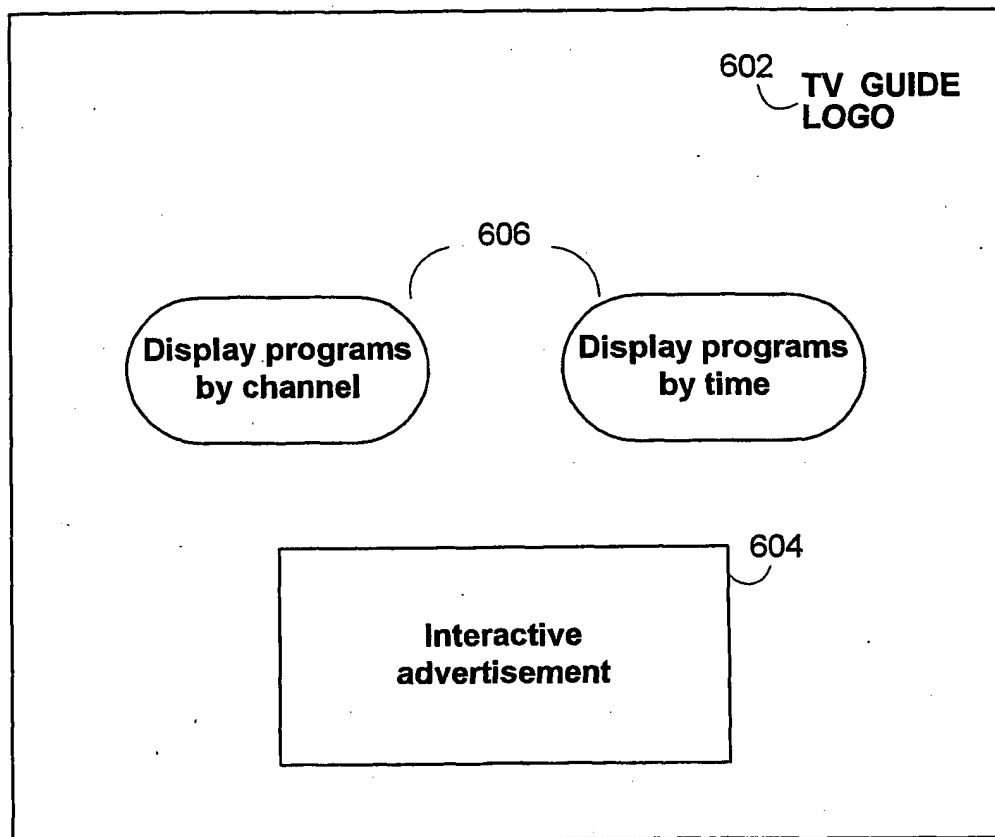 602
TV GUIDE
LOGO
606
Display programs
by channel
Display programs
by time
604
Interactive
advertisement